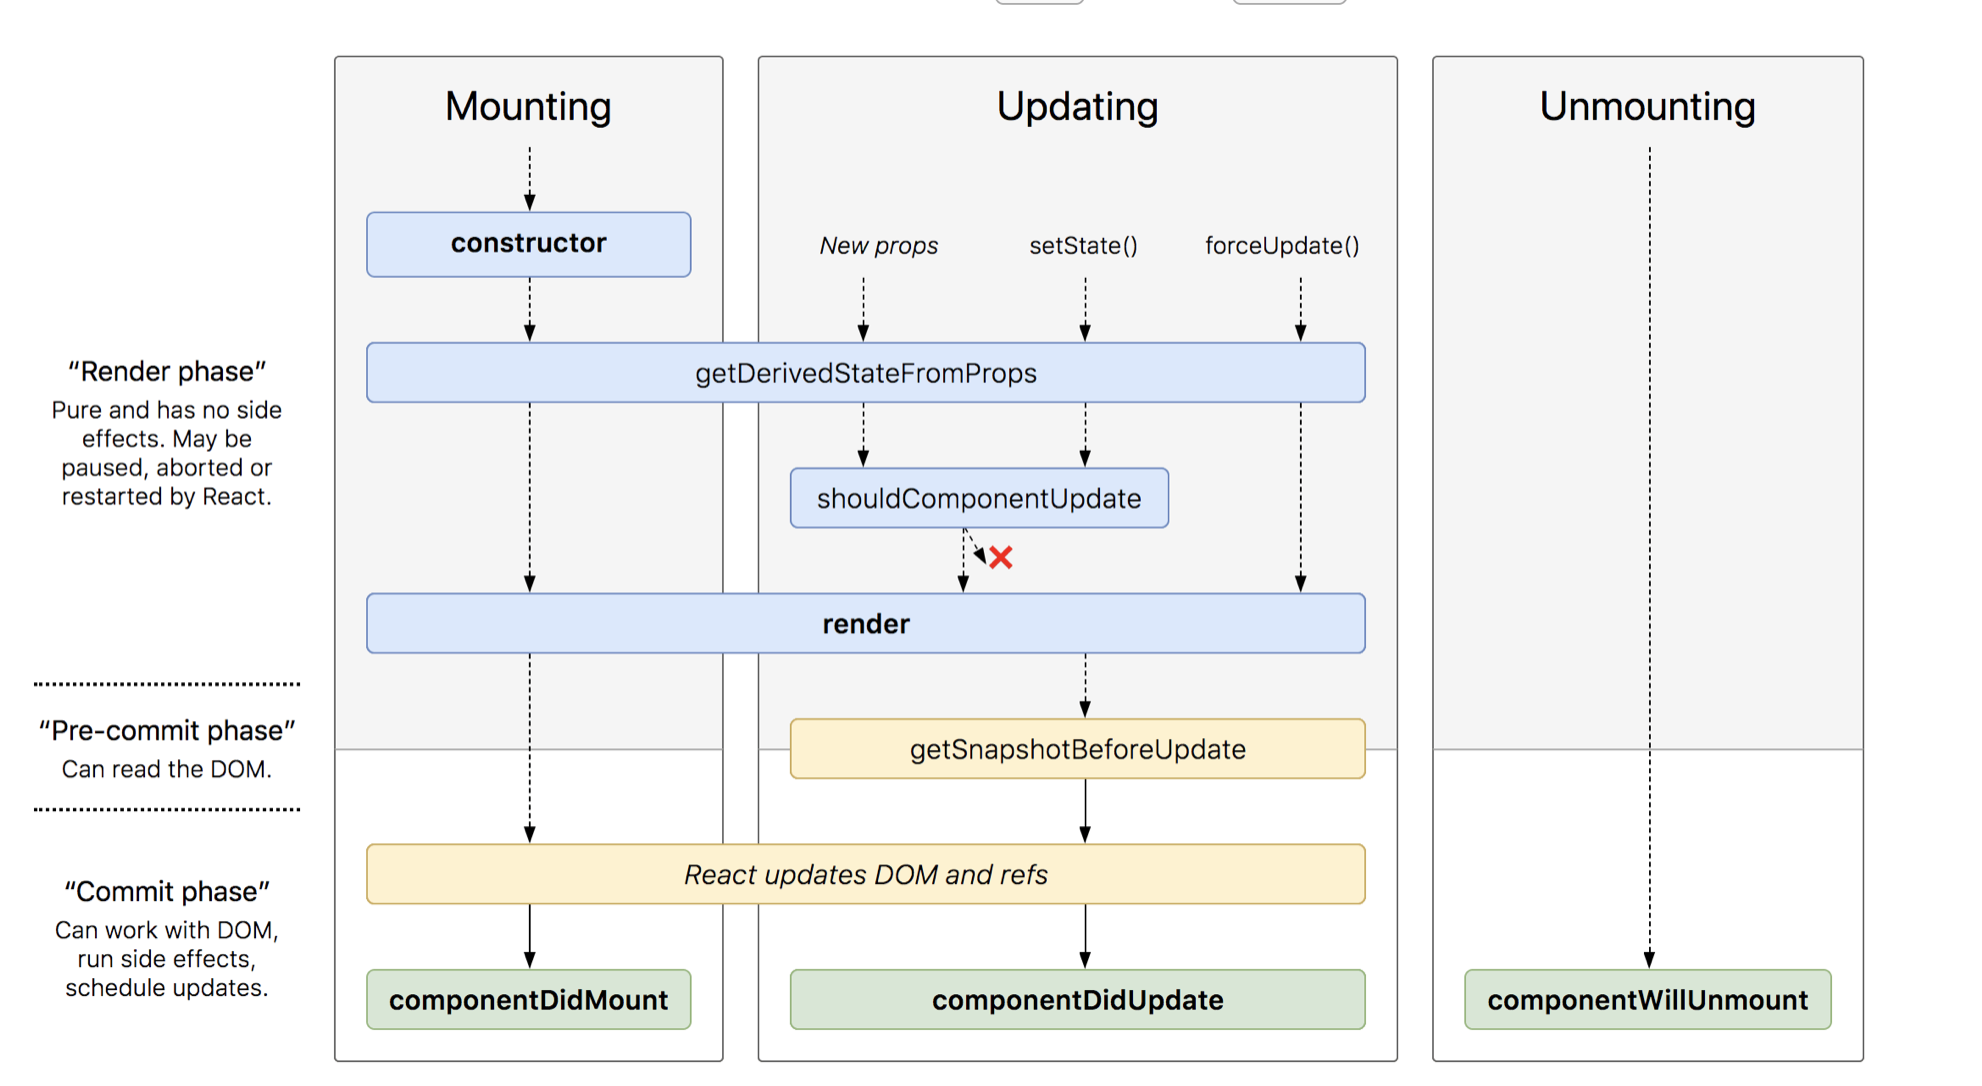 Mounting
Updating
Unmounting
constructor
New props
setState()
forceUpdate()
“Render phase”
Pure and has no side
effects. May be
paused, aborted or
restarted by React.
getDerivedStateFromProps
shouldComponentUpdate
render
“Pre-commit phase”
Can read the DOM.
getSnapshotBeforeUpdate
“Commit phase”
Can work with DOM,
run side effects,
schedule updates.
React updates DOM and refs
componentDidMount
componentDidUpdate
componentWillUnmount